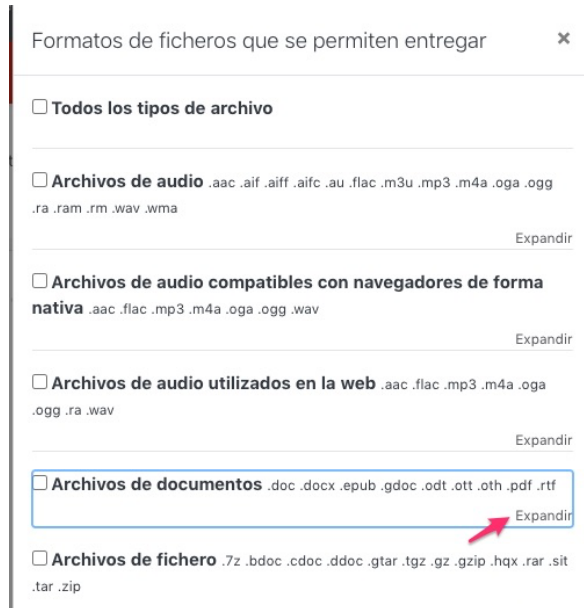 Formatos de ficheros que se permiten entregar ×
Todos los tipos de archivo
Archivos de audio .aac .aif .aiff .aifc .au .flac .m3u .mp3 .m4a .oga .ogg
.ra .ram .rm .wav .wma
Expandir
Archivos de audio compatibles con navegadores de forma
nativa .aac .flac .mp3 .m4a .oga .ogg .wav
Expandir
Archivos de audio utilizados en la web .aac .flac .mp3 .m4a .oga
.ogg .ra .wav
Expandir
Archivos de documentos .doc .docx .epub .gdoc .odt .ott .oth .pdf .rtf
Expandir
Archivos de fichero .7z .bdoc .cdoc .ddoc .gtar .tgz .gz .gzip .hqx .rar .sit
.tar .zip